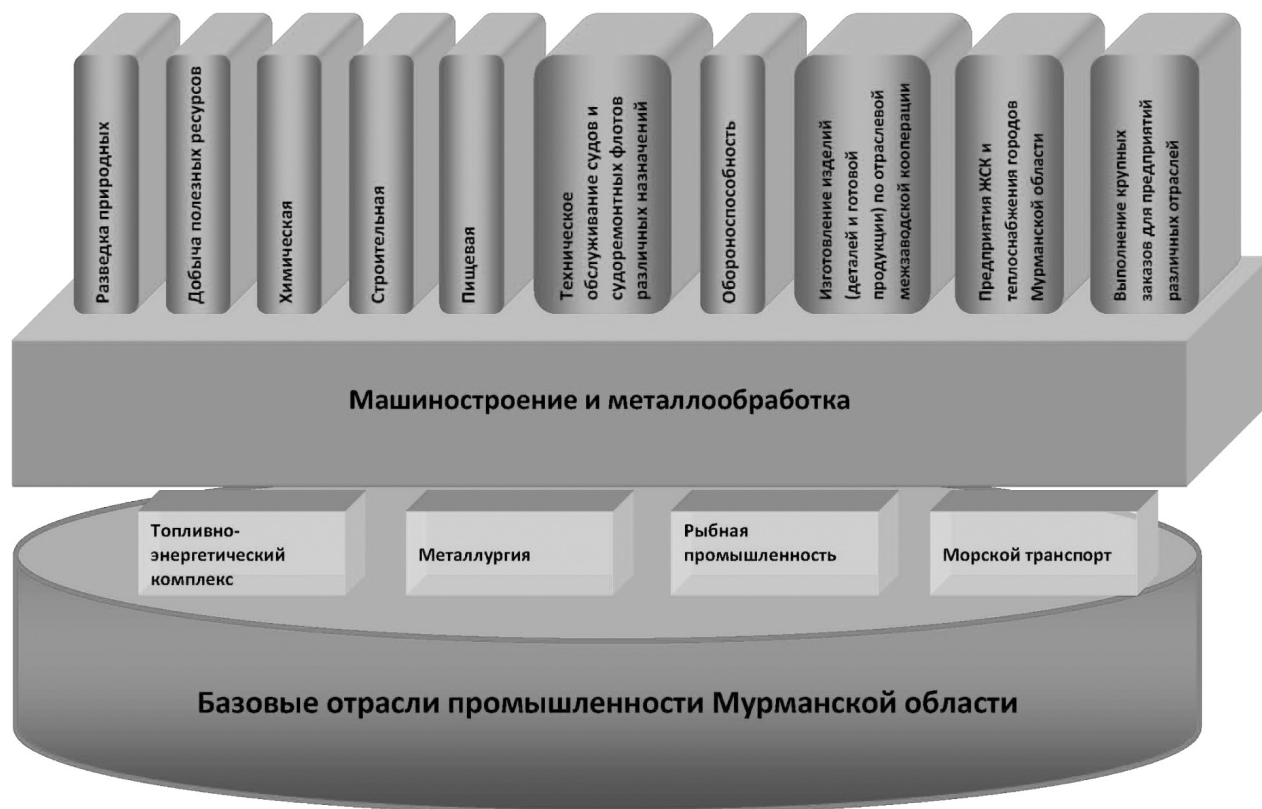 Разведка природных
Добыча полезных ресурсов
Химическая
Строительная
Пищевая
Техническое
обслуживание судов и
судоремонтных флотов
различных назначений
Обороноспособность
Изготовление изделий
(деталей и готовой
продукции) по отраслевой
межзаводской кооперации
Предприятия ЖСК и
теплоснабжения городов
Мурманской области
Выполнение крупных
заказов для предприятий
различных отраслей
Машиностроение и металлообработка
Топливно-
энергетический
комплекс
Металлургия
Рыбная
промышленность
Морской транспорт
Базовые отрасли промышленности Мурманской области